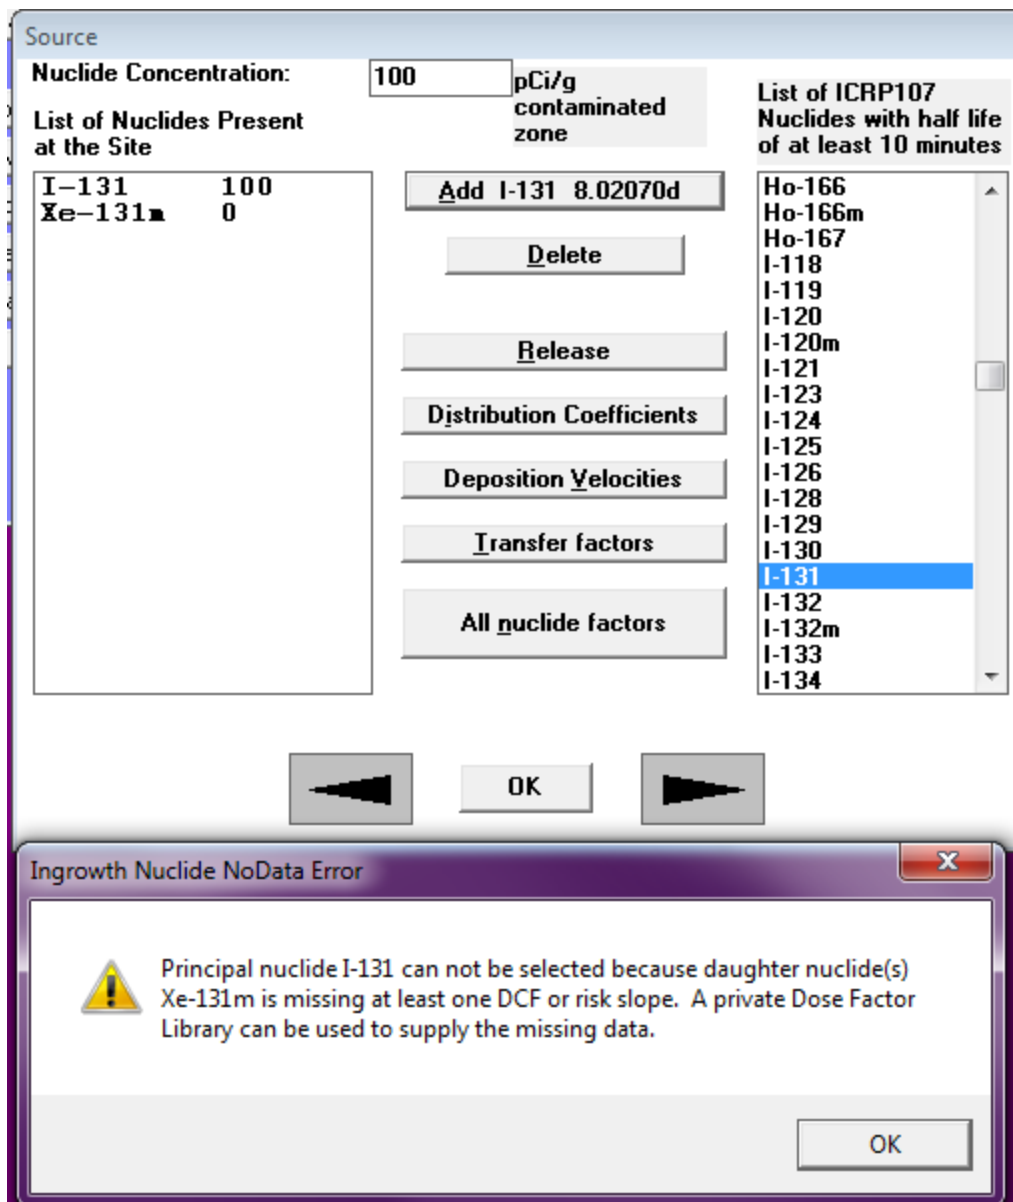 Source
Nuclide Concentration:
100
pCi/g
contaminated
zone
List of ICRP107
Nuclides with half life
of at least 10 minutes
List of Nuclides Present
at the Site
I-131 100
Xe-131m 0
Add I-131 8.02070d
Delete
Release
Distribution Coefficients
Deposition Velocities
Transfer factors
All nuclide factors
Ho-166
Ho-166m
Ho-167
I-118
I-119
I-120
I-120m
I-121
I-123
I-124
I-125
I-126
I-128
I-129
I-130
I-131
I-132
I-132m
I-133
I-134
OK
Ingrowth Nuclide NoData Error
Principal nuclide I-131 can not be selected because daughter nuclide(s)
Xe-131m is missing at least one DCF or risk slope. A private Dose Factor
Library can be used to supply the missing data.
OK